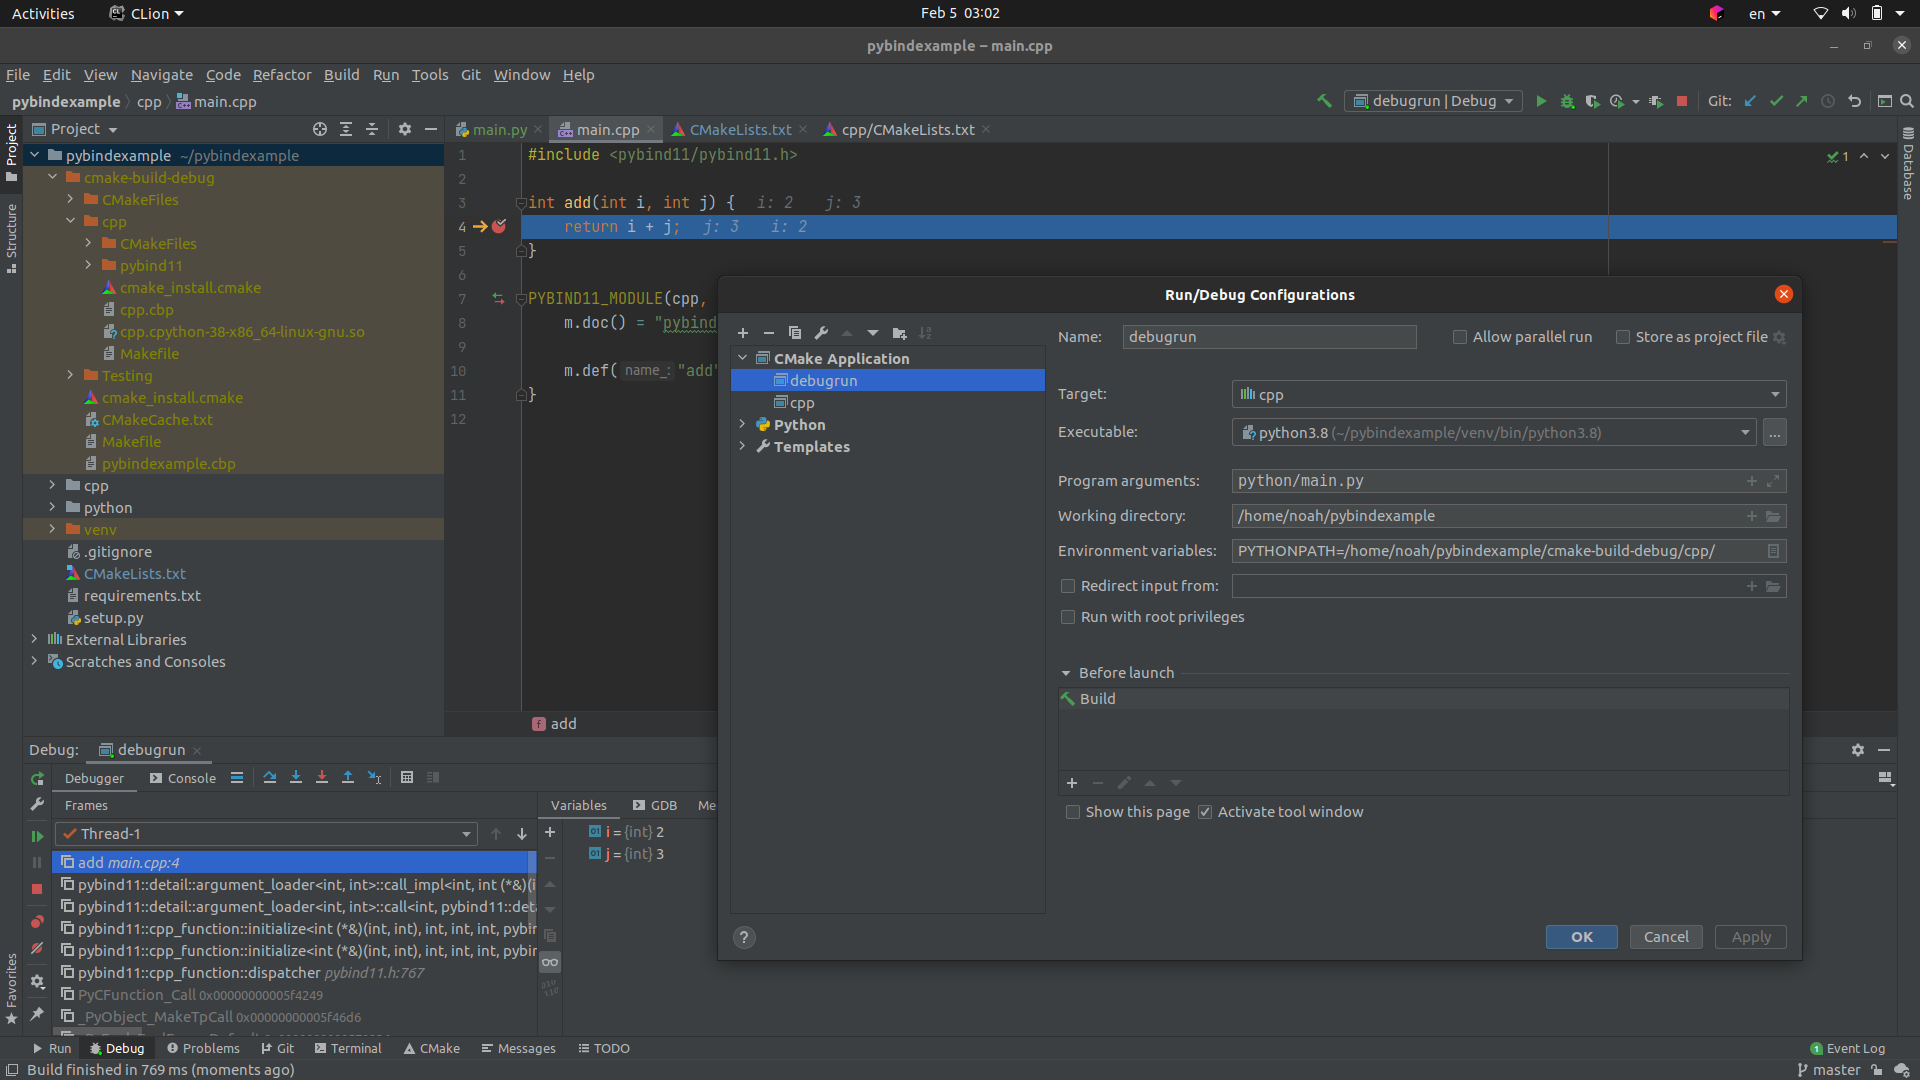 Activities
CLion
Feb 5 03:02
en
pybindexample – main.cpp
File Edit View Navigate Code Refactor Build Run Tools Git Window Help
pybindexample cpp main.cpp
debugrun | Debug
Git:
Project
main.py
main.cpp
CMakeLists.txt
cpp/CMakeLists.txt
Project
Structure
Favorites
Database
pybindexample ~/pybindexample
cmake-build-debug
CMakeFiles
cpp
CMakeFiles
pybind11
cmake_install.cmake
cpp.cbp
cpp.cpython-38-x86_64-linux-gnu.so
Makefile
Testing
cmake_install.cmake
CMakeCache.txt
Makefile
pybindexample.cbp
cpp
python
venv
.gitignore
CMakeLists.txt
requirements.txt
setup.py
External Libraries
Scratches and Consoles
1 #include <pybind11/pybind11.h>
1
2
3 int add(int i, int j) { i: 2 j: 3
4 return i + j; j: 3 i: 2
5 }
6
7 PYBIND11_MODULE(cpp,
8 m.doc() = "pybind
9
10 m.def( name_: "add"
11 }
12
add
Run/Debug Configurations
CMake Application
debugrun
cpp
Python
Templates
Name: debugrun
Allow parallel run
Store as project file
Target: cpp
Executable: python3.8 (~/pybindexample/venv/bin/python3.8)
...
Program arguments: python/main.py
Working directory: /home/noah/pybindexample
Environment variables: PYTHONPATH=/home/noah/pybindexample/cmake-build-debug/cpp/
Redirect input from:
Run with root privileges
Before launch
Build
Show this page
Activate tool window
?
OK
Cancel
Apply
Debug: debugrun
Debugger
Console
Frames
Variables
GDB
Me
Thread-1
add main.cpp:4
pybind11::detail::argument_loader<int, int>::call_impl<int, int (*&)(i
pybind11::detail::argument_loader<int, int>::call<int, pybind11::deta
pybind11::cpp_function::initialize<int (*&)(int, int), int, int, int, pybin
pybind11::cpp_function::initialize<int (*&)(int, int), int, int, int, pybin
pybind11::cpp_function::dispatcher pybind11.h:767
PyCFunction_Call 0x00000000005f4249
_PyObject_MakeTpCall 0x00000000005f46d6
i = {int} 2
j = {int} 3
Run
Debug
Problems
Git
Terminal
CMake
Messages
TODO
1 Event Log
Build finished in 769 ms (moments ago)
master